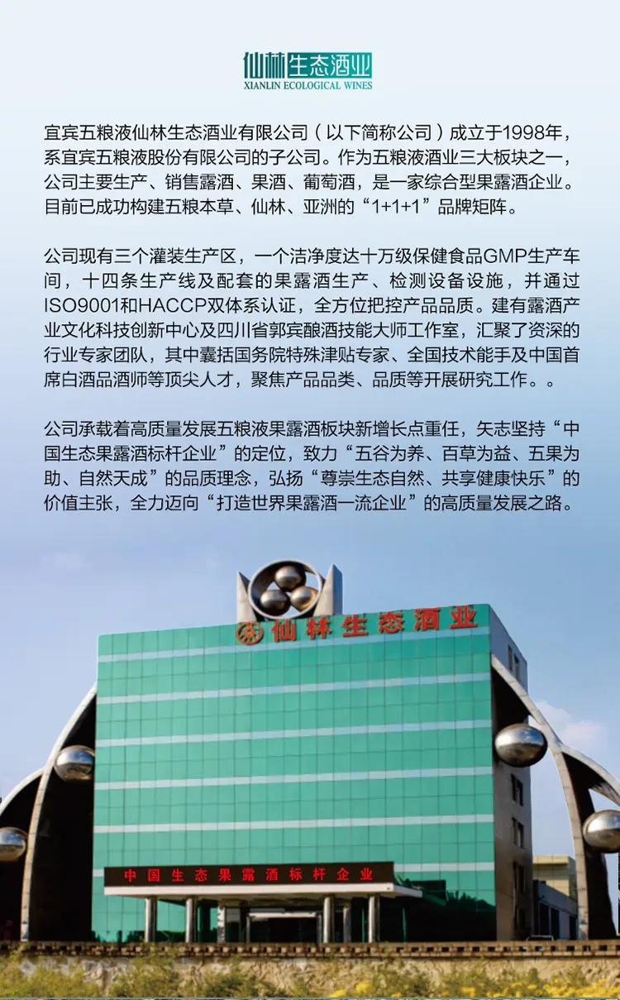 仙林生态酒业
XIANLIN ECOLOGICAL WINES
宜宾五粮液仙林生态酒业有限公司（以下简称公司）成立于1998年，
系宜宾五粮液股份有限公司的子公司。作为五粮液酒业三大板块之一，
公司主要生产、销售露酒、果酒、葡萄酒，是一家综合型果露酒企业。
目前已成功构建五粮本草、仙林、亚洲的“1+1+1”品牌矩阵。
公司现有三个灌装生产区，一个洁净度达十万级保健食品GMP生产车
间，十四条生产线及配套的果露酒生产、检测设备设施，并通过
ISO9001和HACCP双体系认证，全方位把控产品品质。建有露酒产
业文化科技创新中心及四川省郭宾酿酒技能大师工作室，汇聚了资深的
行业专家团队，其中囊括国务院特殊津贴专家、全国技术能手及中国首
席白酒品酒师等顶尖人才，聚焦产品品类、品质等开展研究工作。。
公司承载着高质量发展五粮液果露酒板块新增长点重任，矢志坚持“中
国生态果露酒标杆企业”的定位，致力“五谷为养、百草为益、五果为
助、自然天成”的品质理念，弘扬“尊崇生态自然、共享健康快乐”的
价值主张，全力迈向“打造世界果露酒一流企业”的高质量发展之路。
仙林生态酒业
中国生态果露酒标杆企业